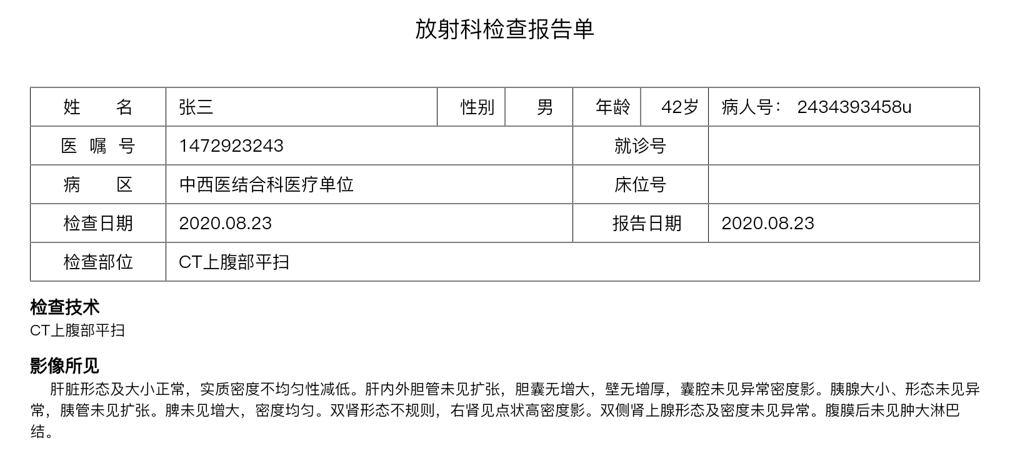 放射科检查报告单
姓 名 张三 性别 男 年龄 42岁 病人号： 2434393458u
医 嘱 号 1472923243 就诊号
病 区 中西医结合科医疗单位 床位号
检查日期 2020.08.23 报告日期 2020.08.23
检查部位 CT上腹部平扫
检查技术
CT上腹部平扫
影像所见
肝脏形态及大小正常，实质密度不均匀性减低。肝内外胆管未见扩张，胆囊无增大，壁无增厚，囊腔未见异常密度影。胰腺大小、形态未见异
常，胰管未见扩张。脾未见增大，密度均匀。双肾形态不规则，右肾见点状高密度影。双侧肾上腺形态及密度未见异常。腹膜后未见肿大淋巴
结。